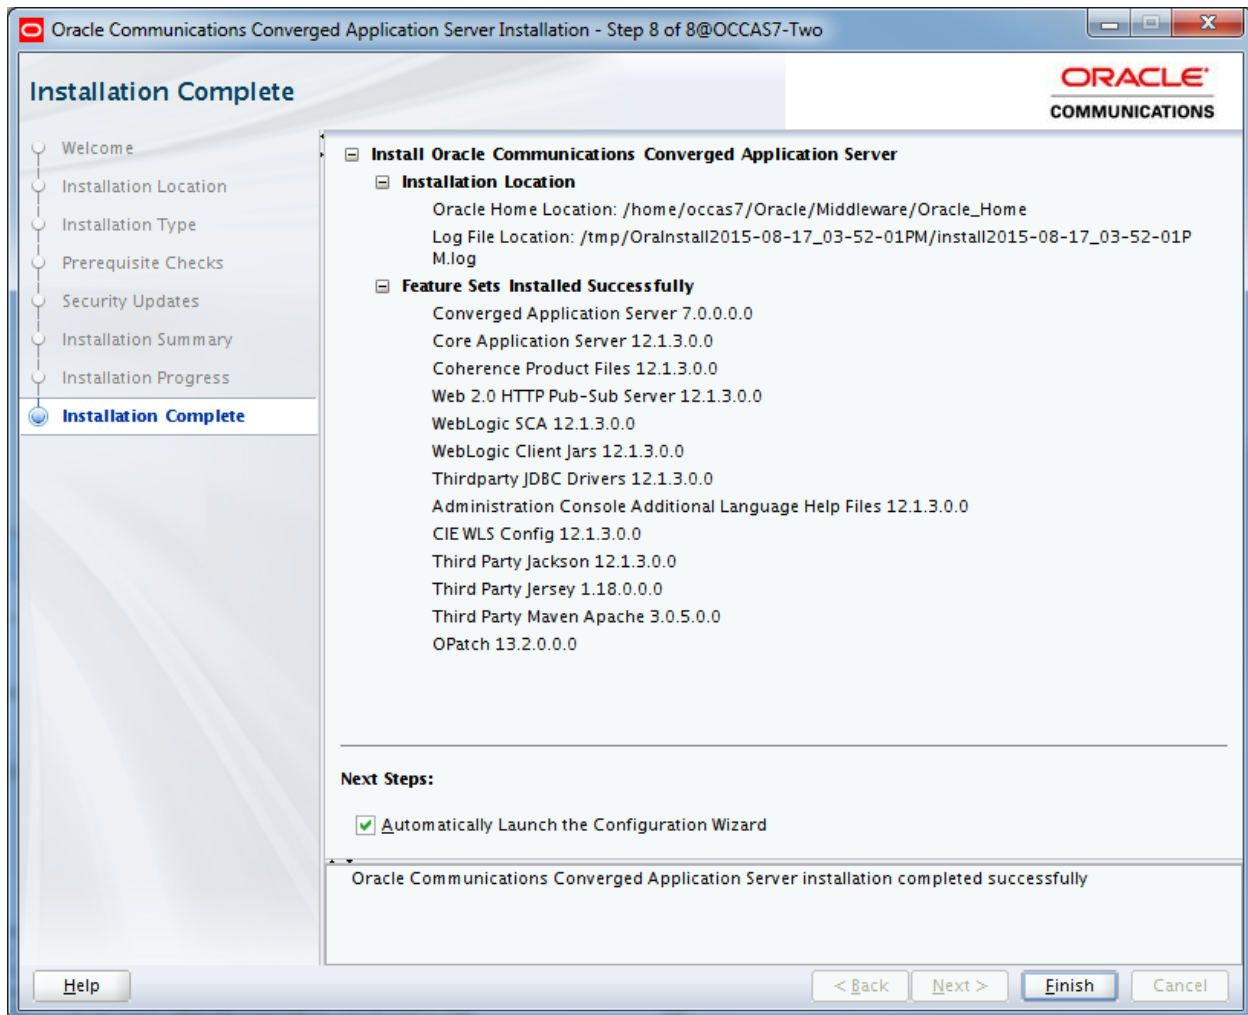 Oracle Communications Converged Application Server Installation - Step 8 of 8@OCCAS7-Two
Installation Complete
ORACLE
COMMUNICATIONS
Welcome
Installation Location
Installation Type
Prerequisite Checks
Security Updates
Installation Summary
Installation Progress
Installation Complete
Install Oracle Communications Converged Application Server
Installation Location
Oracle Home Location: /home/occas7/Oracle/Middleware/Oracle_Home
Log File Location: /tmp/OraInstall2015-08-17_03-52-01PM/install2015-08-17_03-52-01P
M.log
Feature Sets Installed Successfully
Converged Application Server 7.0.0.0.0
Core Application Server 12.1.3.0.0
Coherence Product Files 12.1.3.0.0
Web 2.0 HTTP Pub-Sub Server 12.1.3.0.0
WebLogic SCA 12.1.3.0.0
WebLogic Client Jars 12.1.3.0.0
Thirdparty JDBC Drivers 12.1.3.0.0
Administration Console Additional Language Help Files 12.1.3.0.0
CIE WLS Config 12.1.3.0.0
Third Party Jackson 12.1.3.0.0
Third Party Jersey 1.18.0.0.0
Third Party Maven Apache 3.0.5.0.0
OPatch 13.2.0.0.0
Next Steps:
Automatically Launch the Configuration Wizard
Oracle Communications Converged Application Server installation completed successfully
Help
< Back
Next >
Finish
Cancel